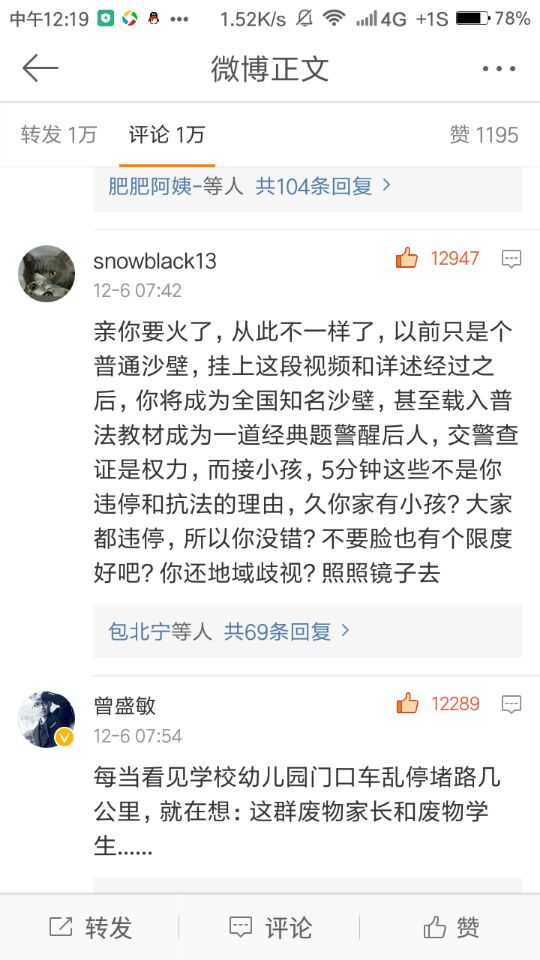 中午12:19 1.52K/s 4G +1S 78%
微博正文
转发 1万 评论 1万 赞 1195
肥肥阿姨-等人 共104条回复
snowblack13 12947
12-6 07:42
亲你要火了，从此不一样了，以前只是个
普通沙壁，挂上这段视频和详述经过之
后，你将成为全国知名沙壁，甚至载入普
法教材成为一道经典题警醒后人，交警查
证是权力，而接小孩，5分钟这些不是你
违停和抗法的理由，久你家有小孩？大家
都违停，所以你没错？不要脸也有个限度
好吧？你还地域歧视？照照镜子去
包北宁等人 共69条回复
曾盛敏 12289
12-6 07:54
每当看见学校幼儿园门口车乱停堵路几
公里，就在想：这群废物家长和废物学
生......
转发 评论 赞